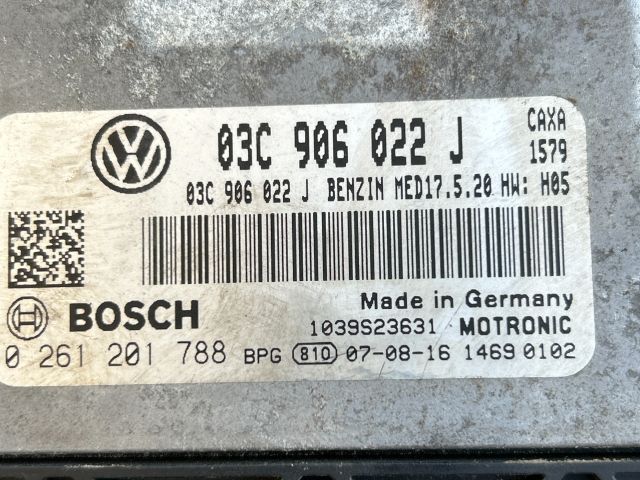 03C 906 022 J
CAXA
1579
03C 906 022 J BENZIN MED17.5.20 HW: H05
BOSCH
Made in Germany
1039S23631 MOTRONIC
0 261 201 788 BPG 810 07-08-16 1469 0102